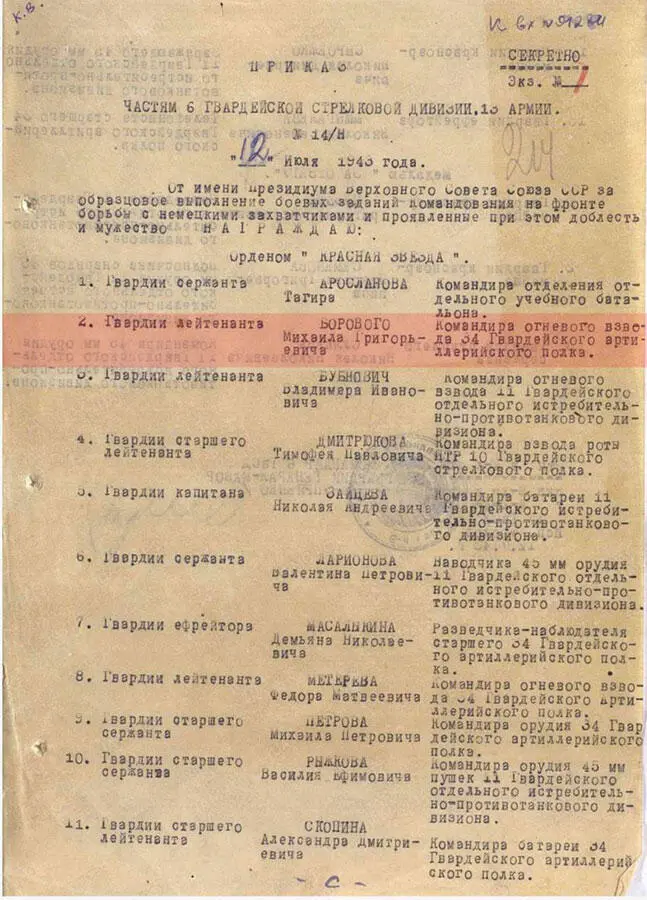 К.В.
К вх №
СЕКРЕТНО
Экз. № 1
ПРИКАЗ
ЧАСТЯМ 6 ГВАРДЕЙСКОЙ СТРЕЛКОВОЙ ДИВИЗИИ, 13 АРМИИ.
№ 14/Н
"12" Июля 1943 года.
От имени Президиума Верховного Совета Союза ССР за
образцовое выполнение боевых заданий Командования на фронте
борьбы с немецкими захватчиками и проявленные при этом доблесть
и мужество НАГРАЖДАЮ:
Орденом " КРАСНАЯ ЗВЕЗДА ".
1. Гвардии сержанта АРОСЛАНОВА Командира отделения от-
Тагира дельного учебного бата-
льона.
2. Гвардии лейтенанта БОРОВОГО Командира огневого взво-
Михаила Григорь- да 34 Гвардейского арти-
евича ллерийского полка.
3. Гвардии лейтенанта БУБНОВИЧ Командира огневого
Владимера Ивано- взвода 11 Гвардейского
вича отдельного истребитель-
но-противотанкового ди-
визиона.
4. Гвардии старшего ДМИТРЮКОВА Командира взвода роты
лейтенанта Тимофея Павловича ПТР 10 Гвардейского
стрелкового полка.
5. Гвардии капитана ЗАЙЦЕВА Командира батареи 11
Николая Андреевича Гвардейского истреби-
тельно-противотанково-
го дивизиона.
6. Гвардии сержанта ЛАРИОНОВА Наводчика 45 мм орудия
Валентина Петрови- 11 Гвардейского отдель-
ча ного истребительно-про-
тивотанкового дивизиона.
7. Гвардии ефрейтора МАСАЛЫКИНА Разведчика-наблюдателя
Демьяна Николае- старшего 34 Гвардейско-
вича го артиллерийского пол-
ка.
8. Гвардии лейтенанта МЕТЕРЕВА Командира огневого взво-
Федора Матвеевича да 34 Гвардейского арти-
ллерийского полка.
9. Гвардии старшего ПЕТРОВА Командира орудия 34 Гвар
сержанта Михаила Петровича дейского артиллерийского
полка.
10. Гвардии старшего РЫЖКОВА Командира орудия 45 мм
сержанта Василия Ефимовича пушек 11 Гвардейского
отдельного истребитель-
но-противотанкового ди-
визиона.
11. Гвардии старшего СКОПИНА
лейтенанта Александра Дмитри- Командира батареи 34
евича Гвардейского артиллерий
ского полка.